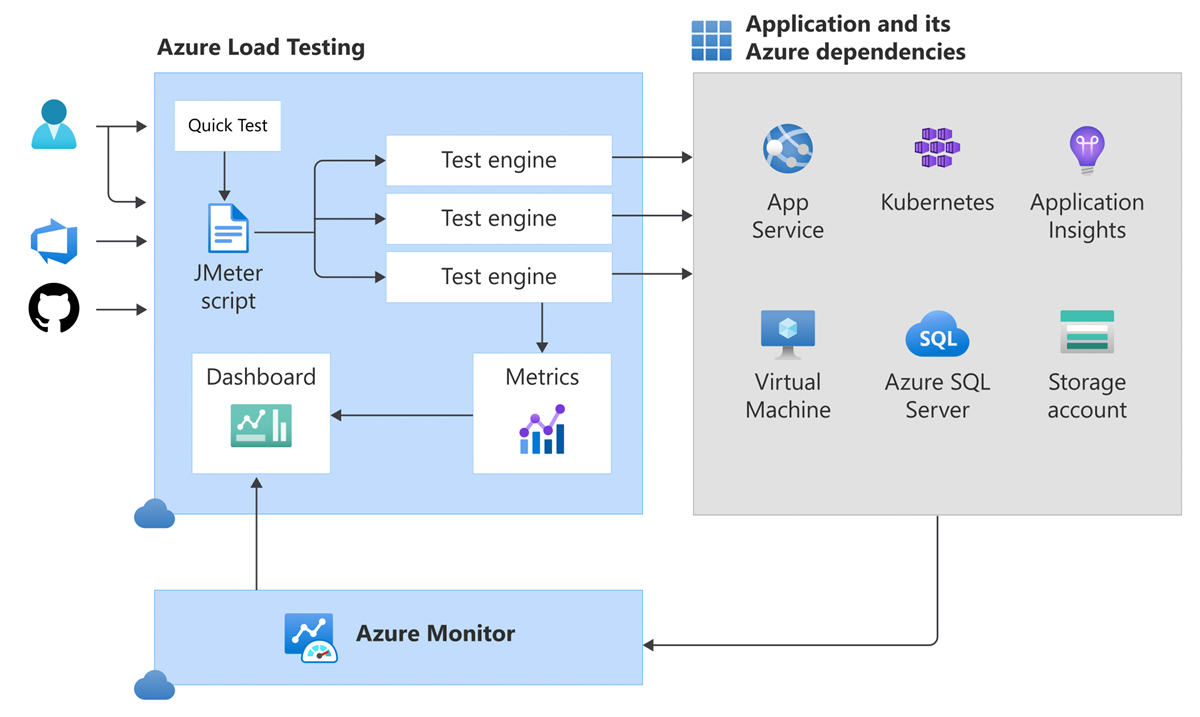 Azure Load Testing
Application and its
Azure dependencies
Quick Test
Test engine
Test engine
Test engine
JMeter
script
Dashboard
Metrics
App
Service
Kubernetes
Application
Insights
Virtual
Machine
SQL
Azure SQL
Server
Storage
account
Azure Monitor